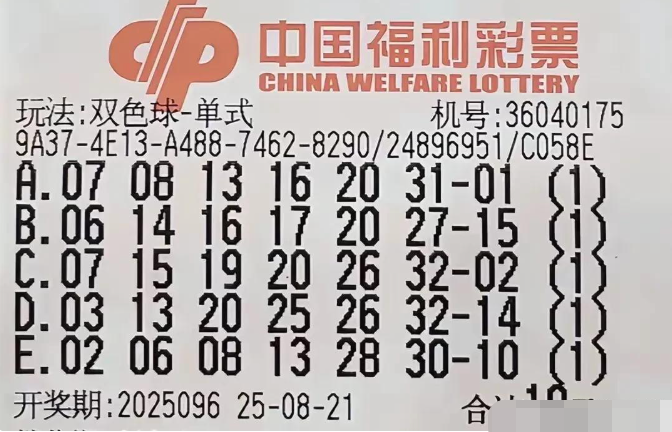 中国福利彩票
CHINA WELFARE LOTTERY
玩法:双色球-单式 机号:36040175
9A37-4E13-A488-7462-8290/24896951/C058E
A.07 08 13 16 20 31-01 (1)
B.06 14 16 17 20 27-15 (1)
C.07 15 19 20 26 32-02 (1)
D.03 13 20 25 26 32-14 (1)
E.02 06 08 13 28 30-10 (1)
开奖期:2025096 25-08-21